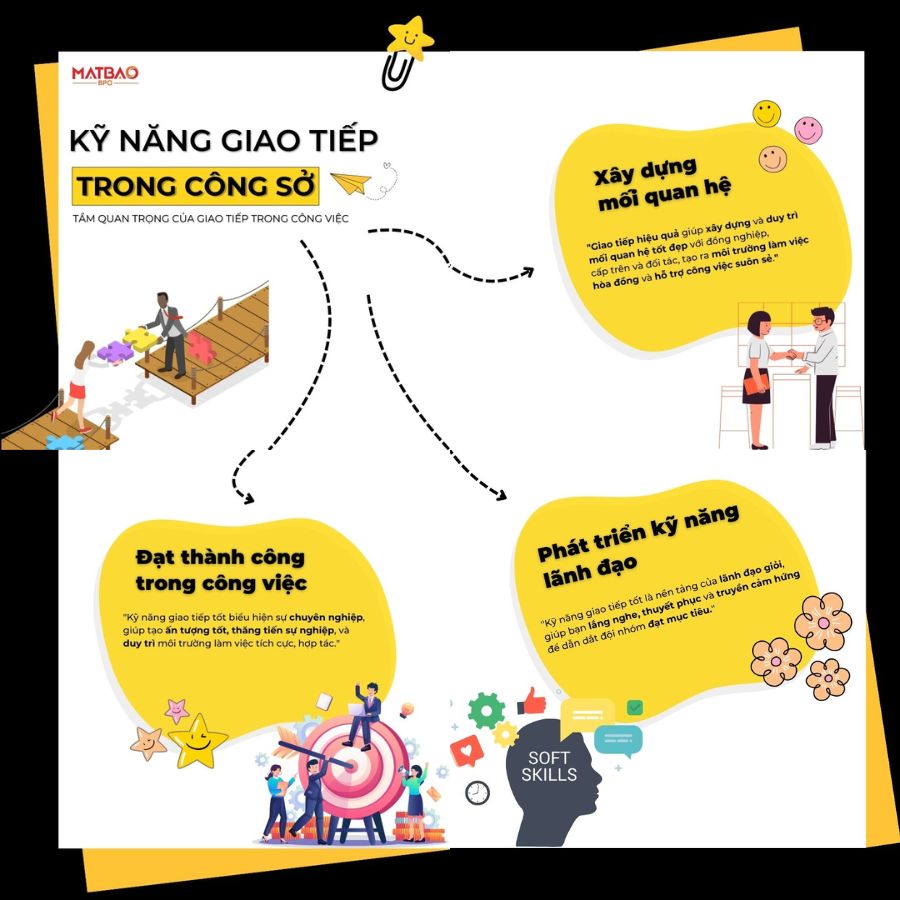 MATBAO
BPO
KỸ NĂNG GIAO TIẾP
TRONG CÔNG SỞ
TẦM QUAN TRỌNG CỦA GIAO TIẾP TRONG CÔNG VIỆC
Xây dựng
mối quan hệ
"Giao tiếp hiệu quả giúp xây dựng và duy trì
mối quan hệ tốt đẹp với đồng nghiệp,
cấp trên và đối tác, tạo ra môi trường làm việc
hòa đồng và hỗ trợ công việc suôn sẻ."
Đạt thành công
trong công việc
"Kỹ năng giao tiếp tốt biểu hiện sự chuyên nghiệp,
giúp tạo ấn tượng tốt, thăng tiến sự nghiệp, và
duy trì môi trường làm việc tích cực, hợp tác."
Phát triển kỹ năng
lãnh đạo
"Kỹ năng giao tiếp tốt là nền tảng của lãnh đạo giỏi,
giúp bạn lắng nghe, thuyết phục và truyền cảm hứng
để dẫn dắt đội nhóm đạt mục tiêu."
SOFT
SKILLS